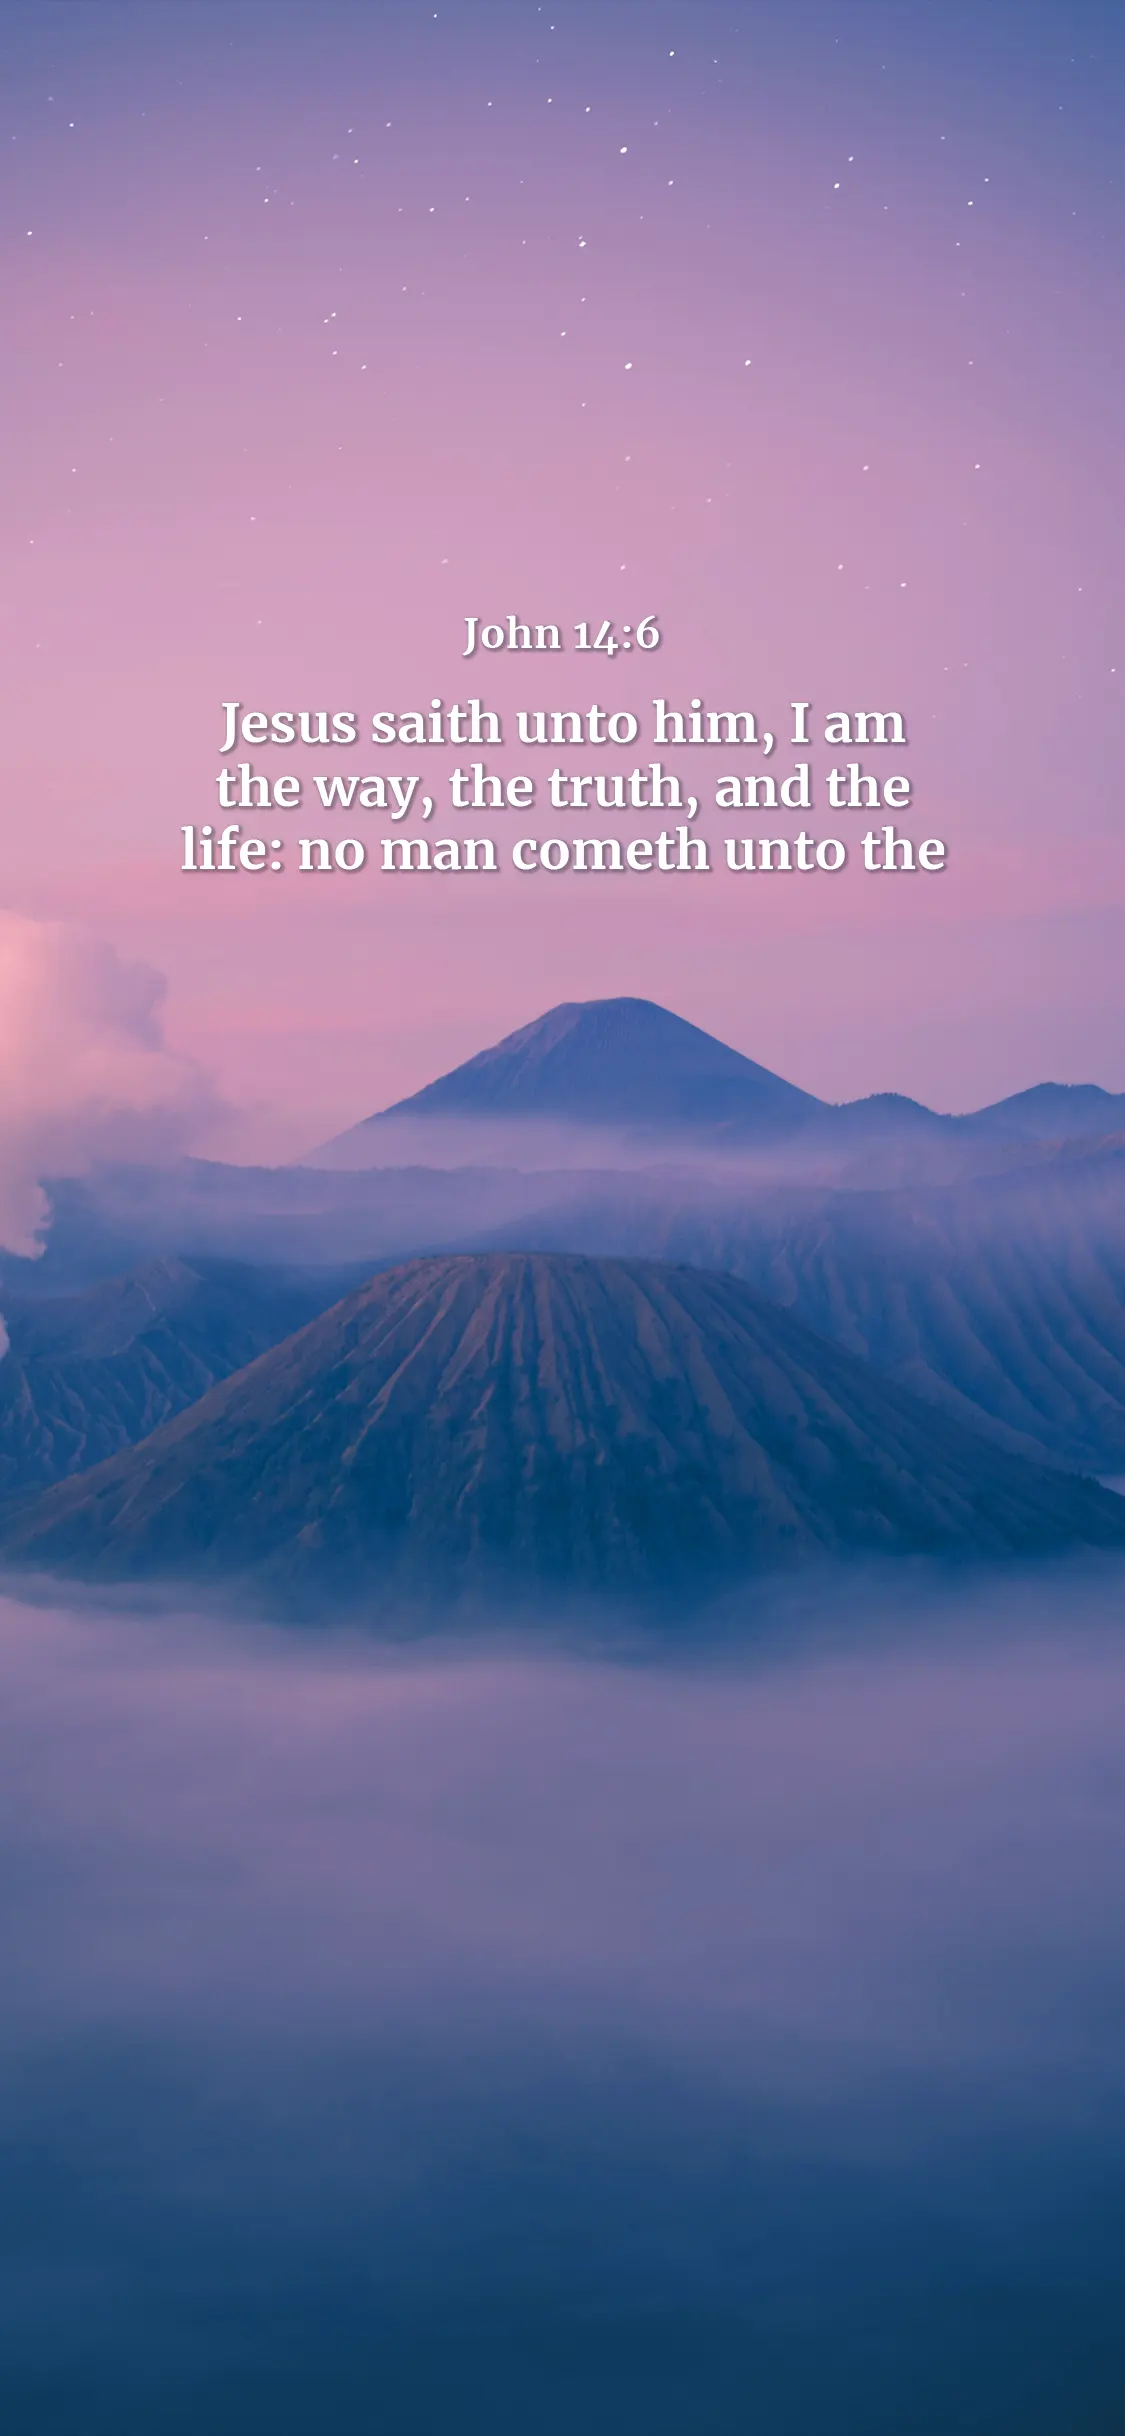 John 14:6
Jesus saith unto him, I am
the way, the truth, and the
life: no man cometh unto the